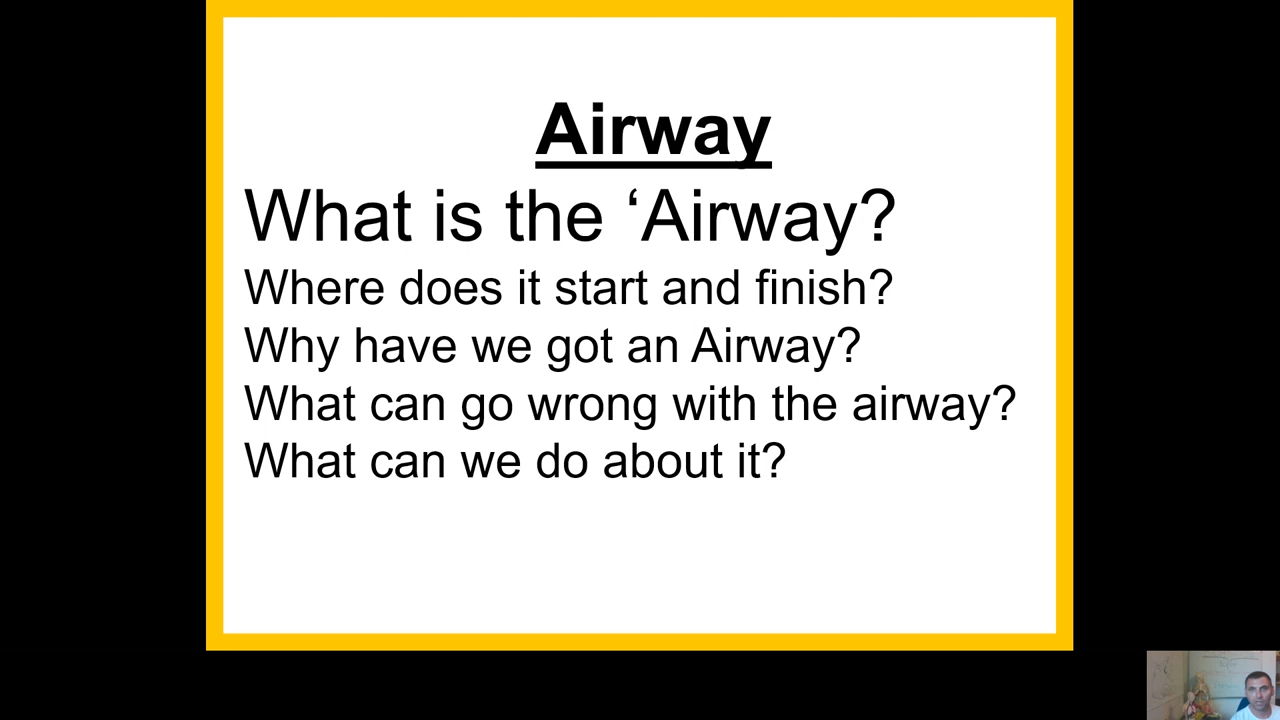 Airway
What is the ‘Airway?
Where does it start and finish?
Why have we got an Airway?
What can go wrong with the airway?
What can we do about it?